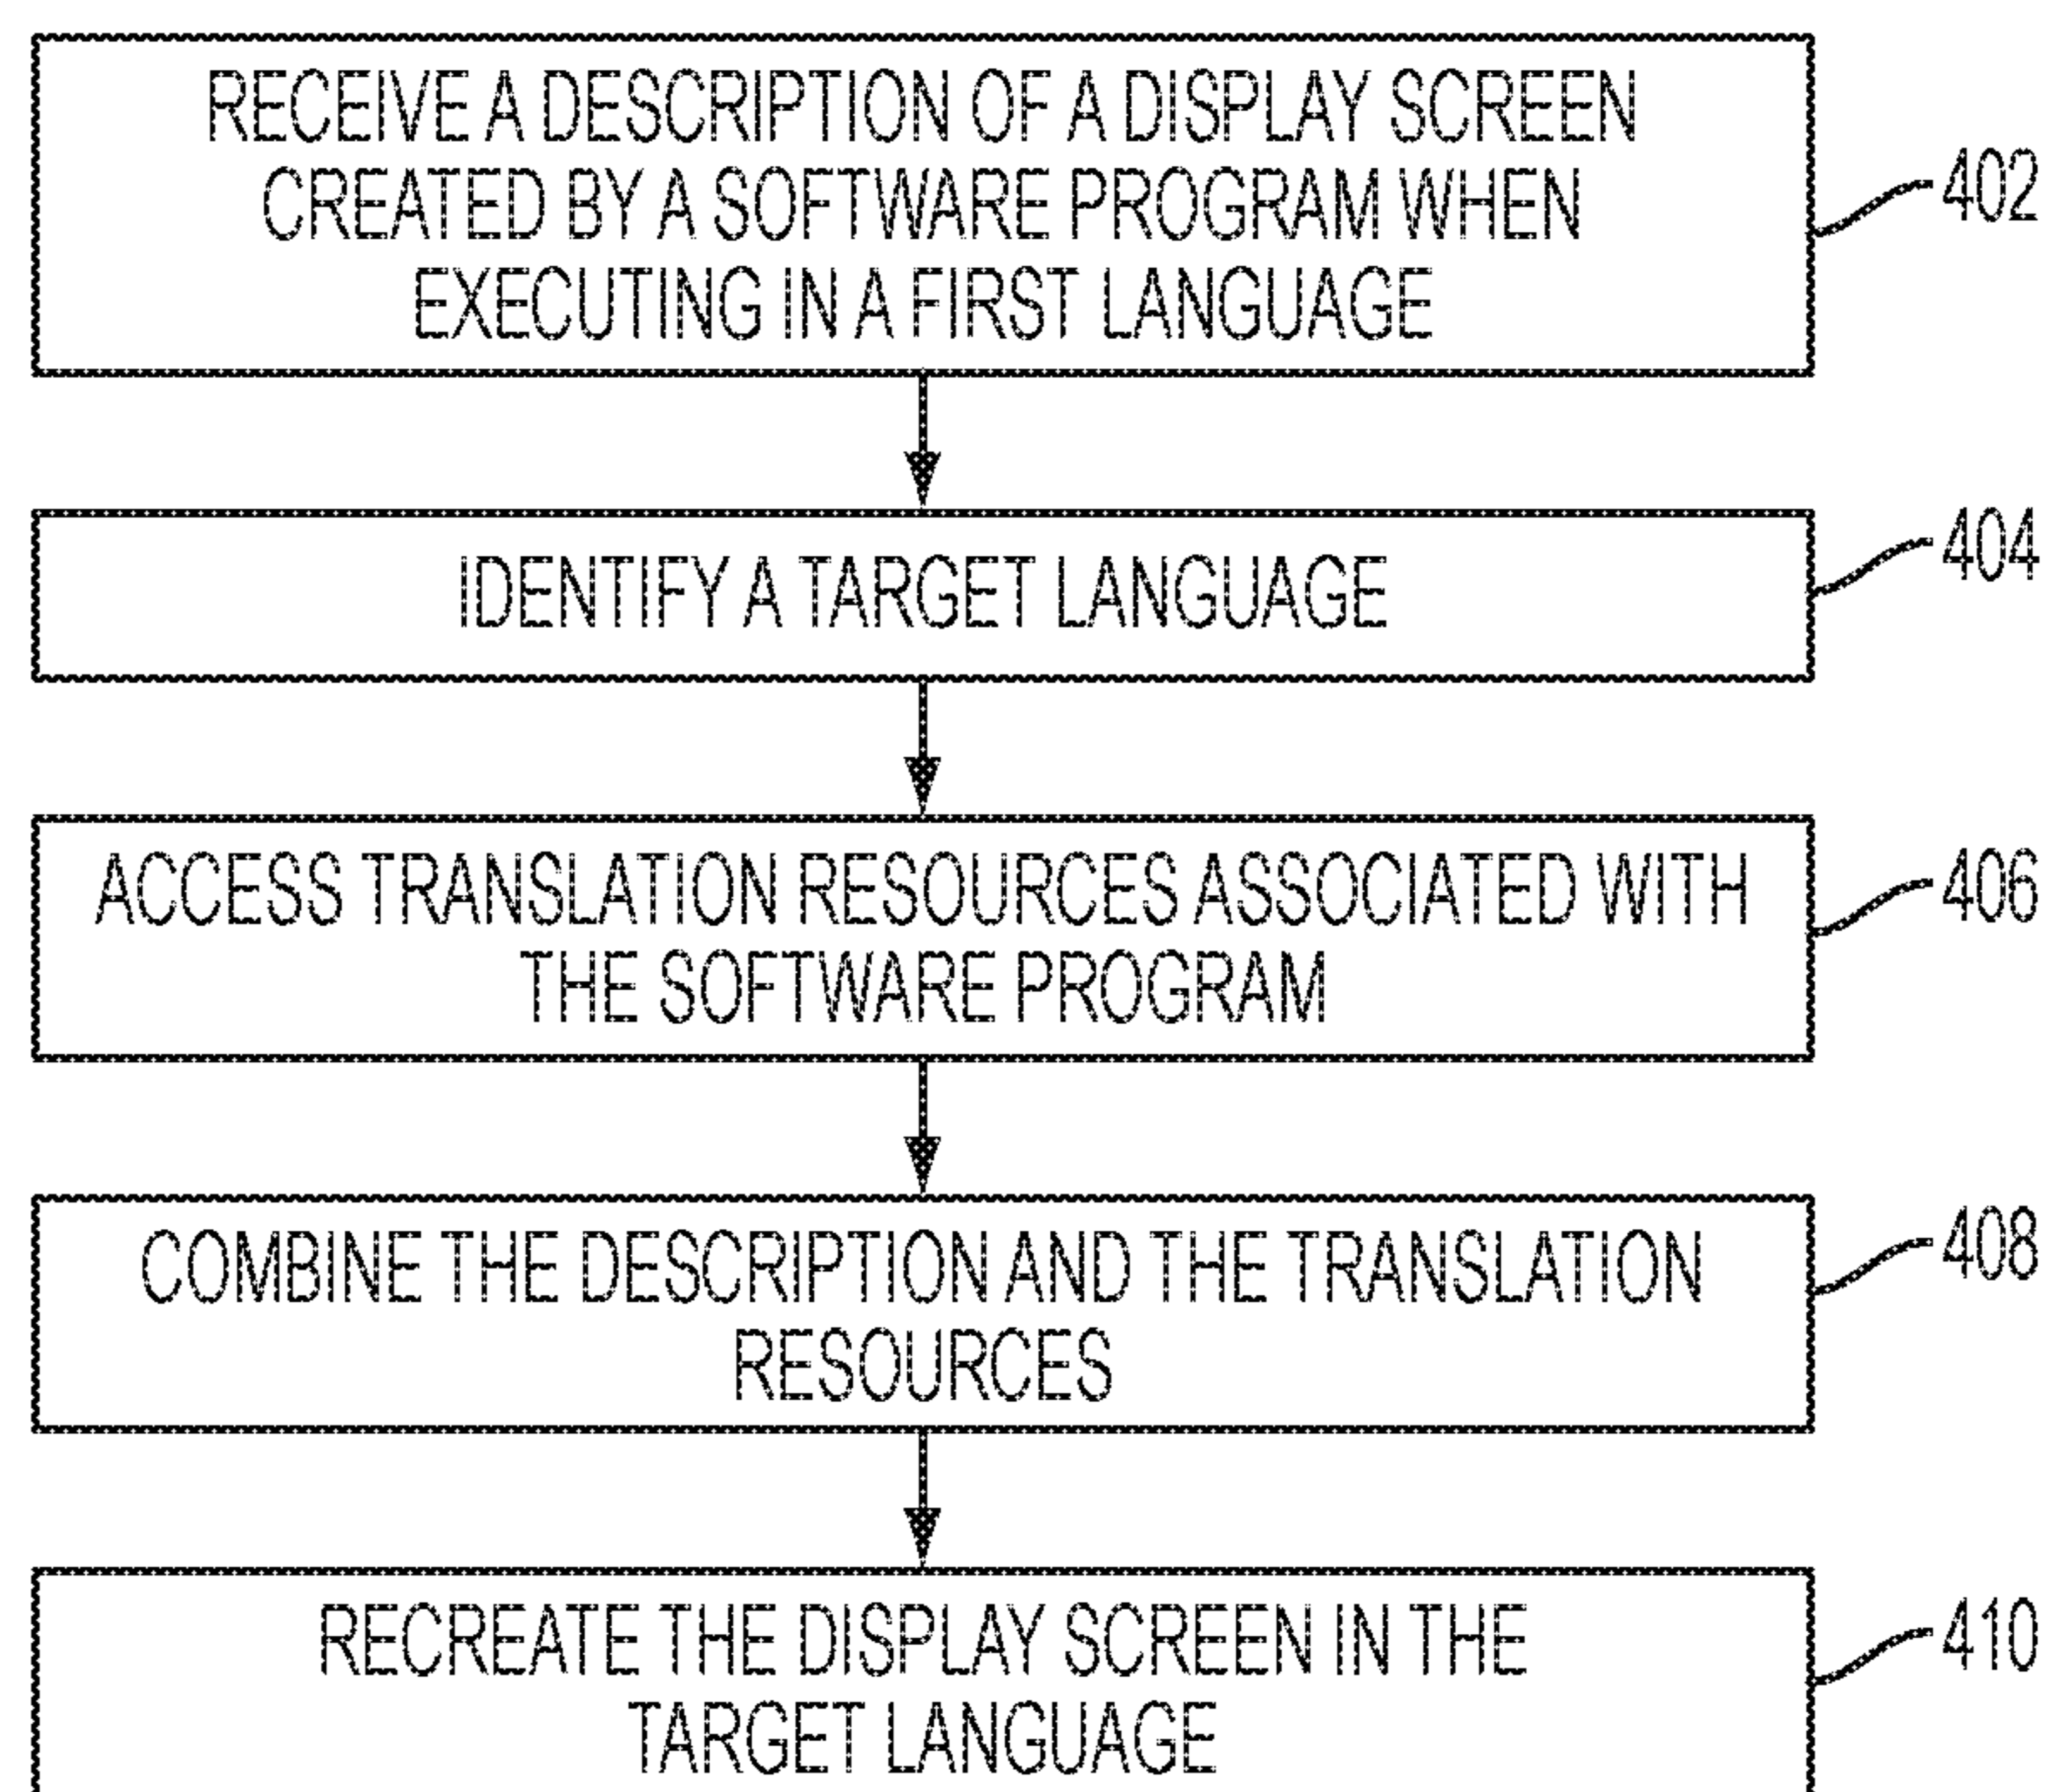 RECEIVE A DESCRIPTION OF A DISPLAY SCREEN
CREATED BY A SOFTWARE PROGRAM WHEN
EXECUTING IN A FIRST LANGUAGE
402
IDENTIFY A TARGET LANGUAGE
404
ACCESS TRANSLATION RESOURCES ASSOCIATED WITH
THE SOFTWARE PROGRAM
406
COMBINE THE DESCRIPTION AND THE TRANSLATION
RESOURCES
408
RECREATE THE DISPLAY SCREEN IN THE
TARGET LANGUAGE
410